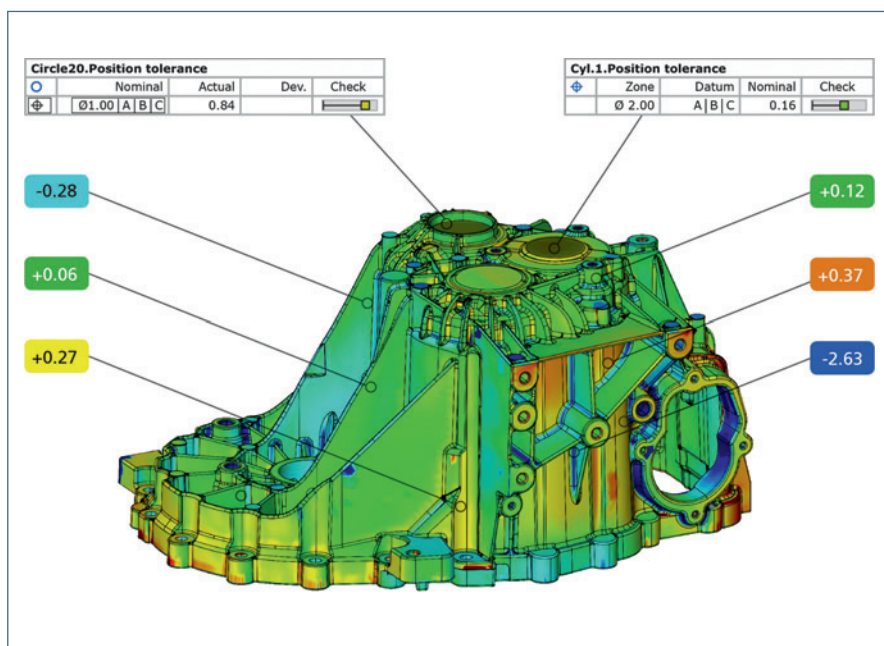 Circle20.Position tolerance
Nominal Actual Dev. Check
Ø1.00 A B C 0.84
Cyl.1.Position tolerance
Zone Datum Nominal Check
Ø 2.00 A B C 0.16
-0.28
+0.06
+0.27
+0.12
+0.37
-2.63